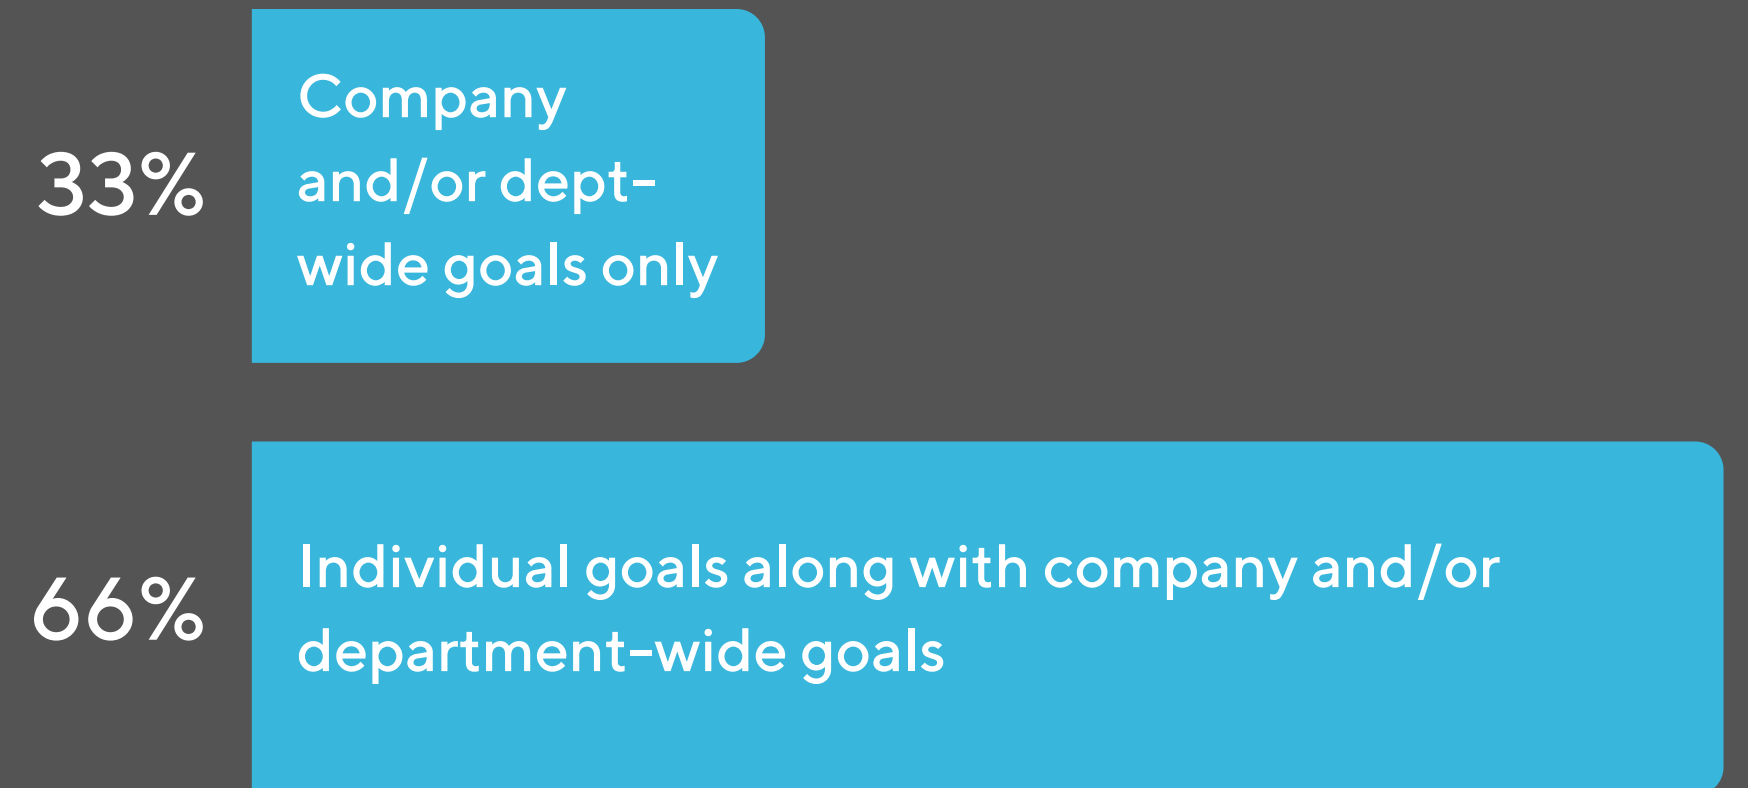 33%
Company
and/or dept-
wide goals only
66%
Individual goals along with company and/or
department-wide goals